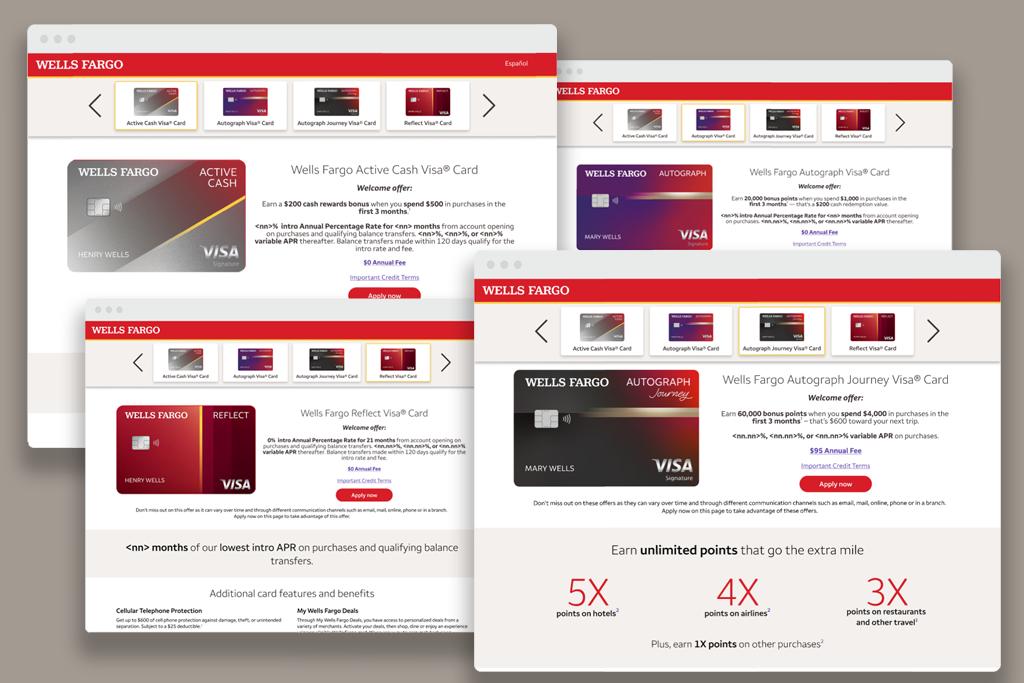 WELLS FARGO
Español
Active Cash Visa® Card
Autograph Visa® Card
Autograph Journey Visa® Card
Reflect Visa® Card
WELLS FARGO
ACTIVE
CASH
HENRY WELLS
VISA
Signature
Wells Fargo Active Cash Visa® Card
Welcome offer:
Earn a $200 cash rewards bonus when you spend $500 in purchases in the
first 3 months.
<nn>% intro Annual Percentage Rate for <nn> months from account opening
on purchases and qualifying balance transfers. <nn>%, <nn>%, or <nn>%
variable APR thereafter. Balance transfers made within 120 days qualify for the
intro rate and fee.
$0 Annual Fee
Important Credit Terms
Apply now
WELLS FARGO
Active Cash Visa® Card
Autograph Visa® Card
Autograph Journey Visa® Card
Reflect Visa® Card
WELLS FARGO
AUTOGRAPH
MARY WELLS
VISA
Signature
Wells Fargo Autograph Visa® Card
Welcome offer:
Earn 20,000 bonus points when you spend $1,000 in purchases in the
first 3 months – that's a $200 cash redemption value.
<nn>% intro Annual Percentage Rate for <nn> months from account opening
on purchases. <nn.nn>%, <nn.nn>%, or <nn.nn>% variable APR thereafter.
$0 Annual Fee
Important Credit Terms
WELLS FARGO
Active Cash Visa® Card
Autograph Visa® Card
Autograph Journey Visa® Card
Reflect Visa® Card
WELLS FARGO
REFLECT
HENRY WELLS
VISA
Wells Fargo Reflect Visa® Card
Welcome offer:
0% intro Annual Percentage Rate for 21 months from account opening on
purchases and qualifying balance transfers. <nn.nn>%, <nn.nn>%, or <nn.nn>%
variable APR thereafter. Balance transfers made within 120 days qualify for the
intro rate and fee.
$0 Annual Fee
Important Credit Terms
Apply now
Don't miss out on this offer as it can vary over time and through different communication channels such as email, mail, online, phone or in a branch.
Apply now on this page to take advantage of this offer.
<nn> months of our lowest intro APR on purchases and qualifying balance
transfers.
Additional card features and benefits
Cellular Telephone Protection
Get up to $600 of cell phone protection against damage, theft, or unintended
separation. Subject to a $25 deductible.
My Wells Fargo Deals
Through My Wells Fargo Deals, you have access to personalized deals from a
variety of merchants. Activate your deals, then shop, dine or enjoy an experience
WELLS FARGO
Active Cash Visa® Card
Autograph Visa® Card
Autograph Journey Visa® Card
Reflect Visa® Card
WELLS FARGO
AUTOGRAPH
Journey
MARY WELLS
VISA
Signature
Wells Fargo Autograph Journey Visa® Card
Welcome offer:
Earn 60,000 bonus points when you spend $4,000 in purchases in the
first 3 months – that's $600 toward your next trip.
<nn.nn>%, <nn.nn>%, or <nn.nn>% variable APR on purchases.
$95 Annual Fee
Important Credit Terms
Apply now
Don't miss out on these offers as they can vary over time and through different communication channels such as email, mail, online, phone or in a branch.
Apply now on this page to take advantage of these offers.
Earn unlimited points that go the extra mile
5X
points on hotels²
4X
points on airlines²
3X
points on restaurants
and other travel²
Plus, earn 1X points on other purchases²